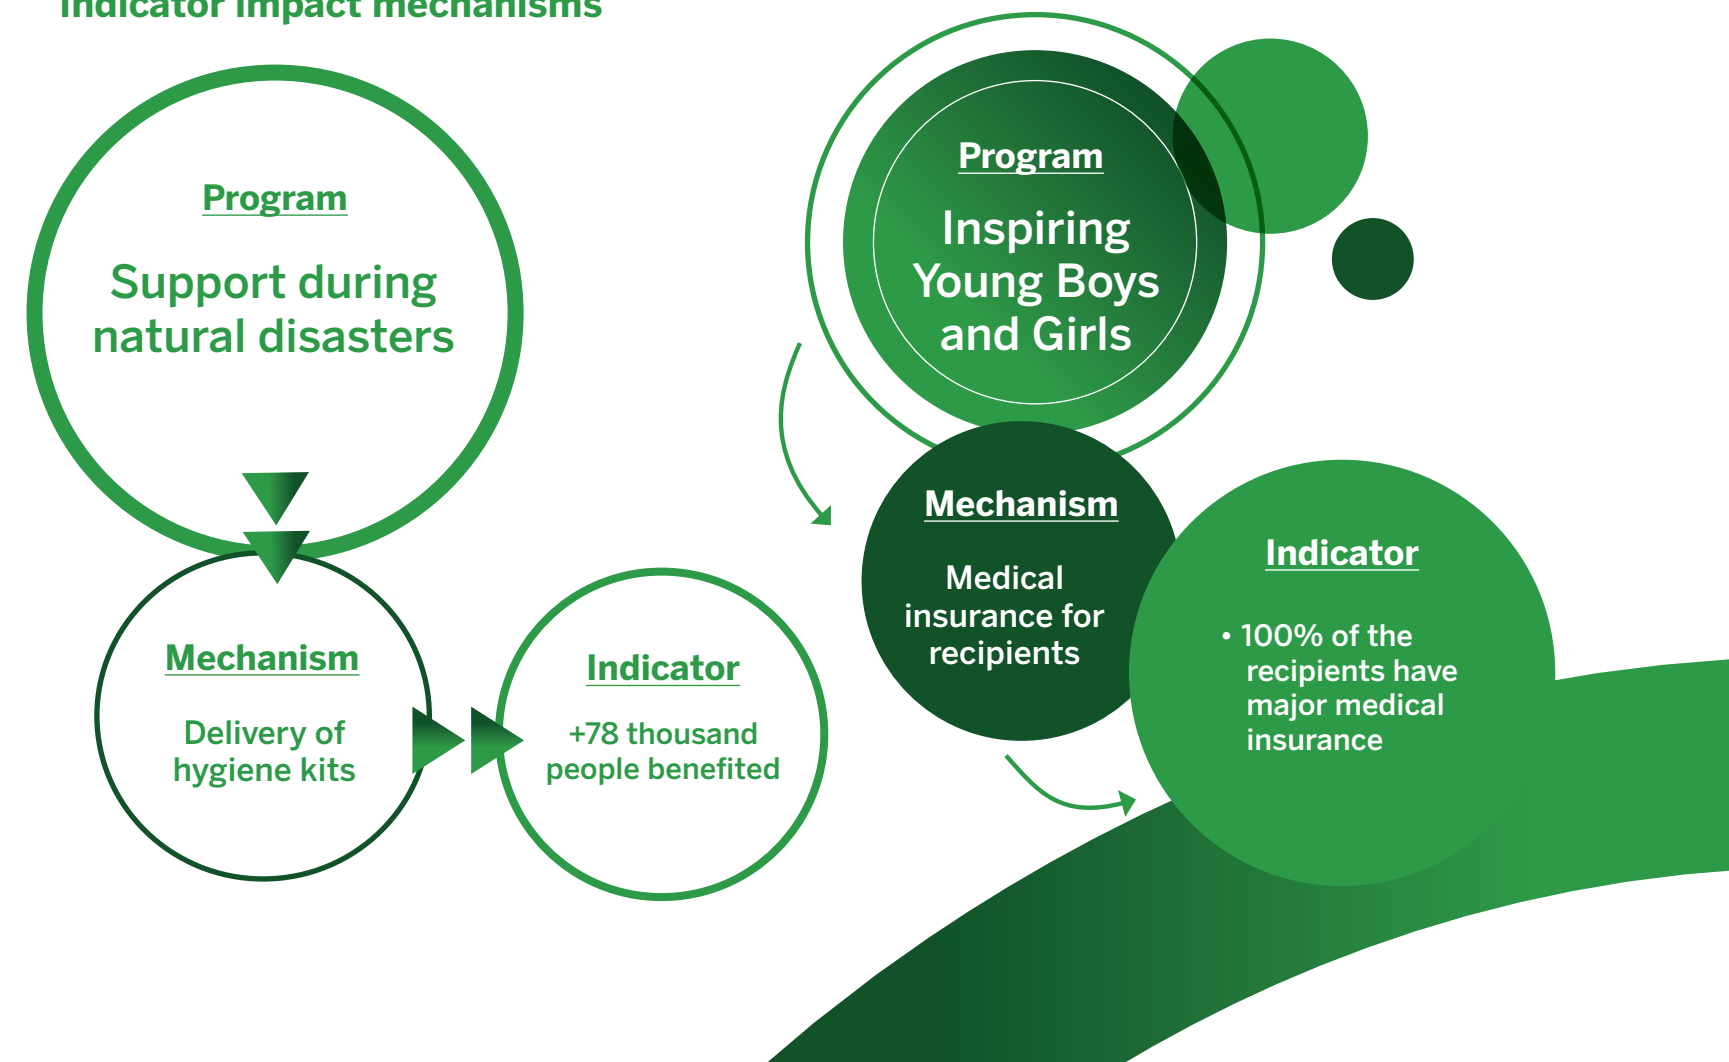 Indicator impact mechanisms
Program
Support during
natural disasters
Mechanism
Delivery of
hygiene kits
Indicator
+78 thousand
people benefited
Program
Inspiring
Young Boys
and Girls
Mechanism
Medical
insurance for
recipients
Indicator
• 100% of the
recipients have
major medical
insurance